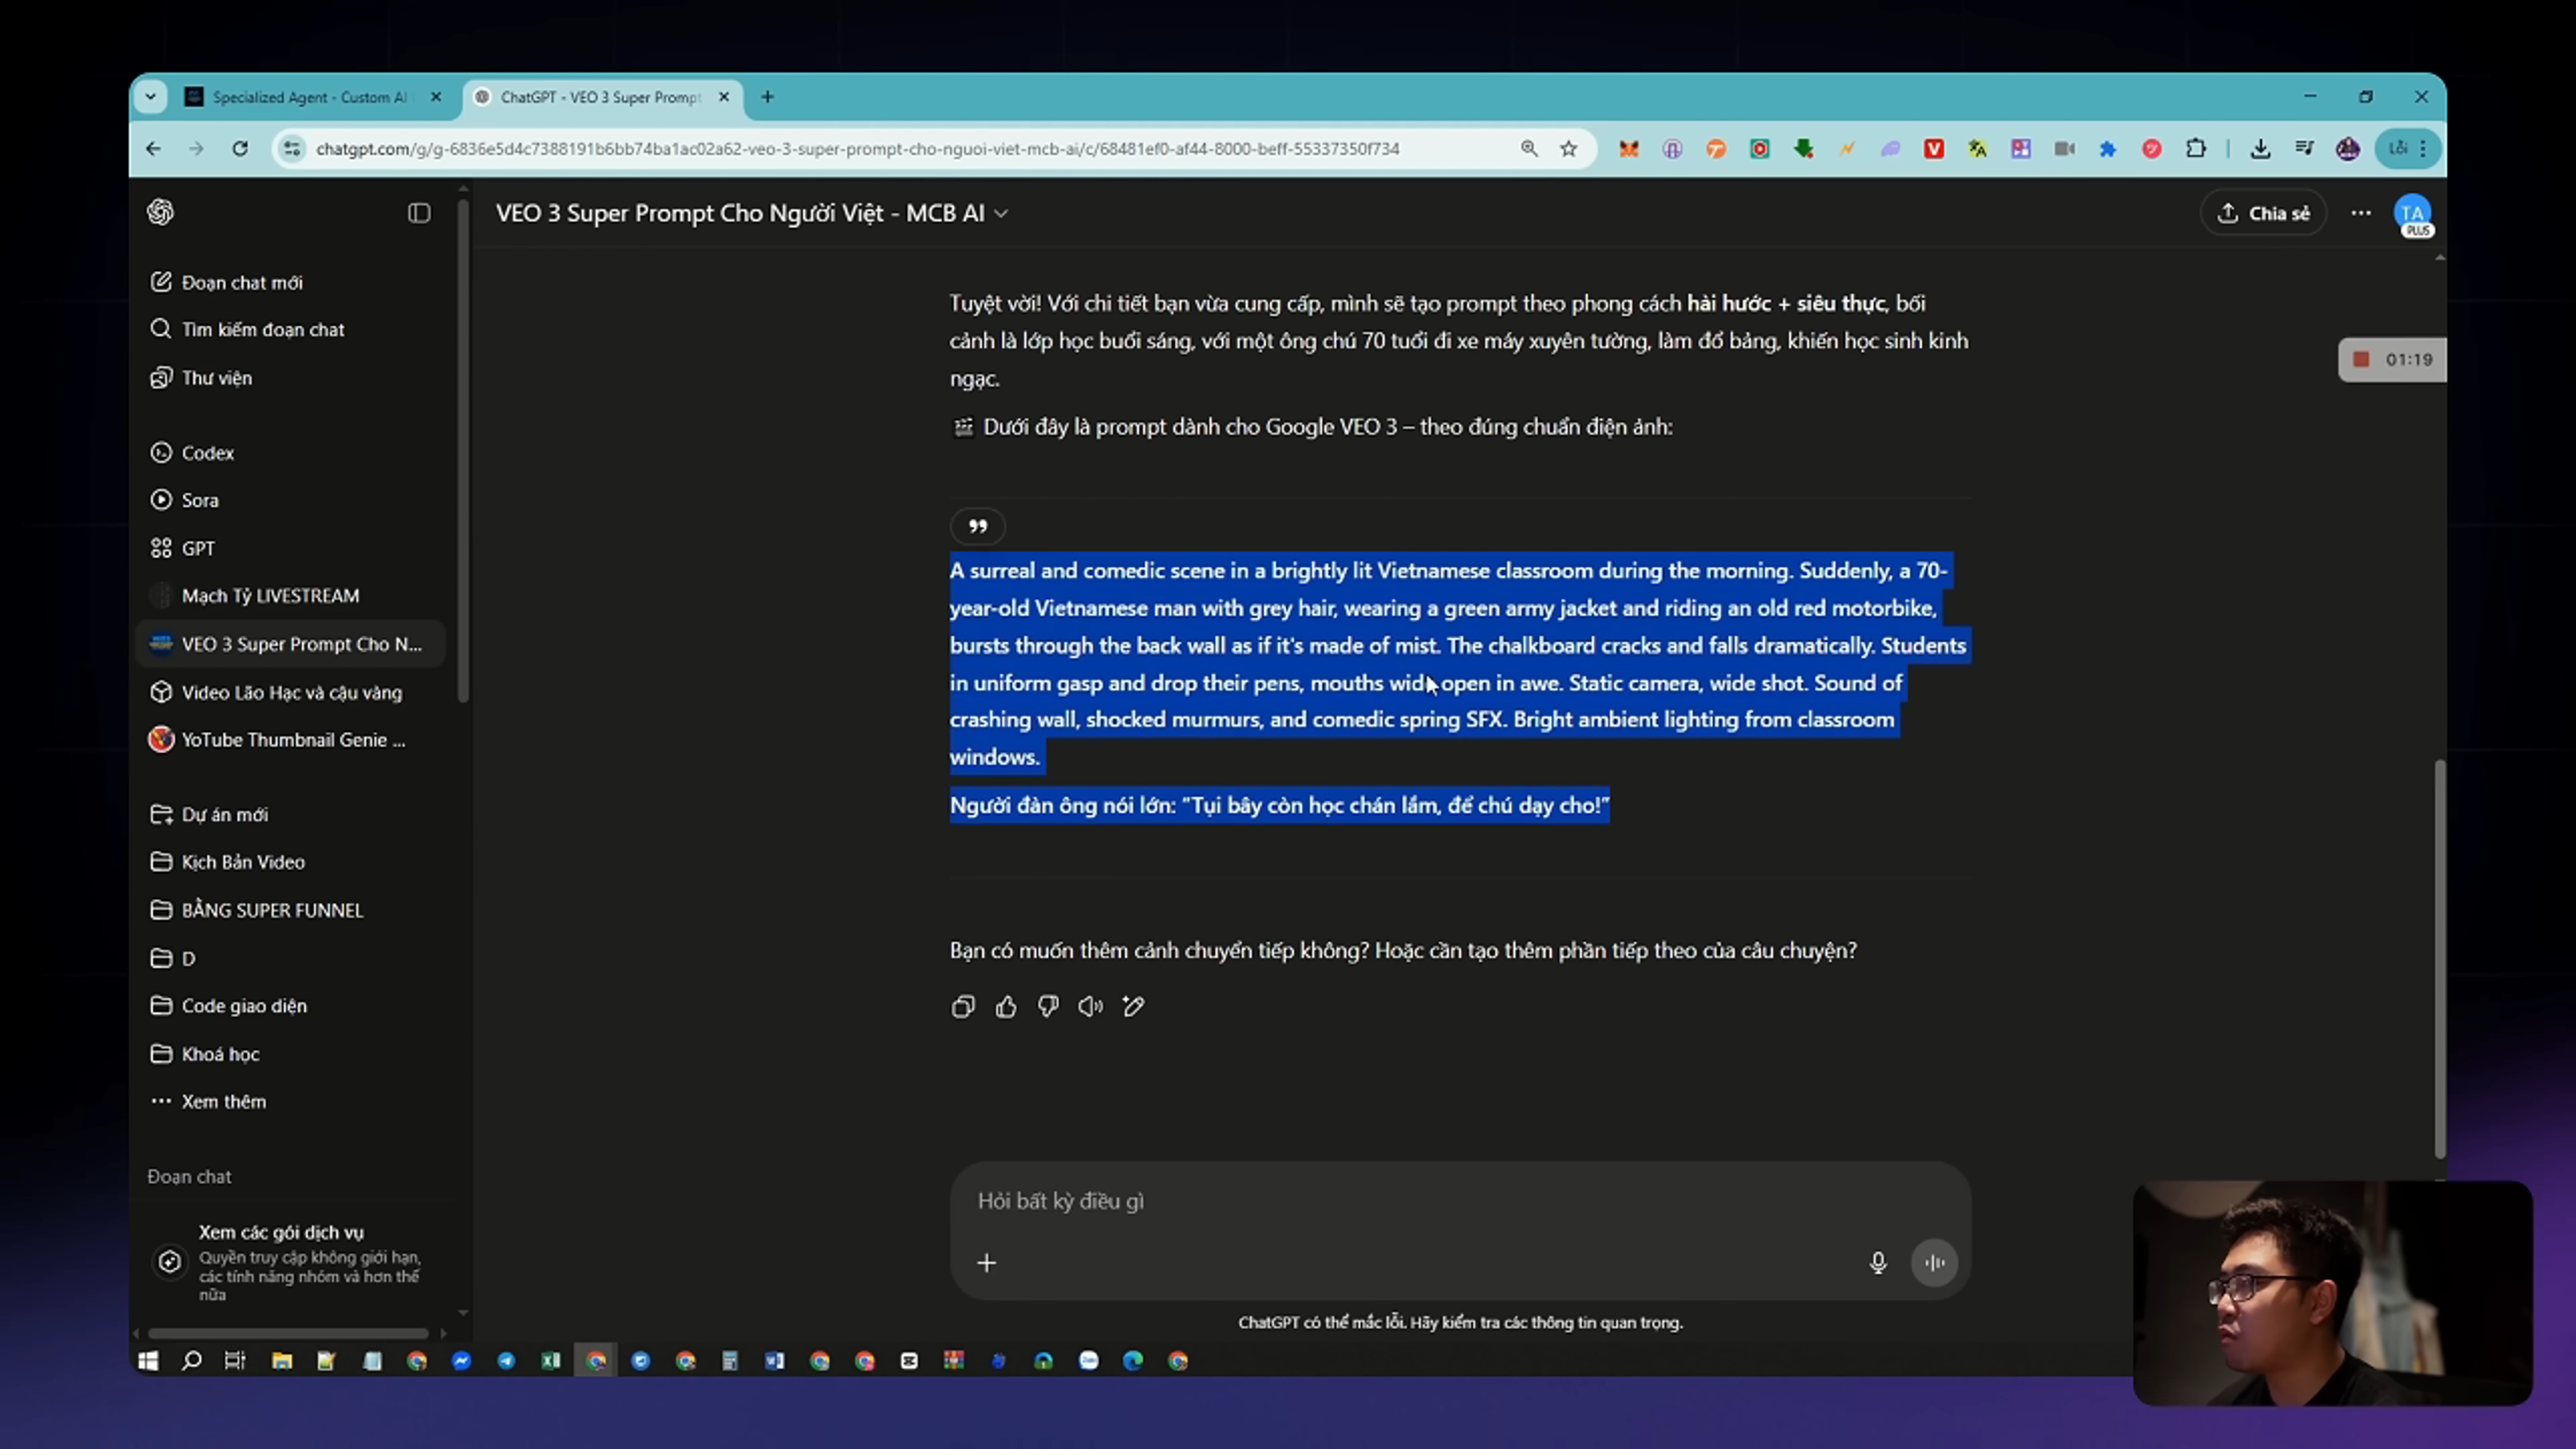 Specialized Agent - Custom AI
ChatGPT - VEO 3 Super Prompt
chatgpt.com/g/g-6836e5d4c7388191b6bb74ba1ac02a62-veo-3-super-prompt-cho-nguoi-viet-mcb-ai/c/68481ef0-af44-8000-beff-55337350f734
Lỗi
VEO 3 Super Prompt Cho Người Việt - MCB AI
Chia sẻ
TA
PLUS
Đoạn chat mới
Tìm kiếm đoạn chat
Thư viện
Codex
Sora
GPT
Mạch Tỷ LIVESTREAM
VEO 3 Super Prompt Cho N...
Video Lão Hạc và cậu vàng
YoTube Thumbnail Genie ...
Dự án mới
Kịch Bản Video
BẰNG SUPER FUNNEL
D
Code giao diện
Khoá học
Xem thêm
Đoạn chat
Xem các gói dịch vụ
Quyền truy cập không giới hạn,
các tính năng nhóm và hơn thế
nữa
Tuyệt vời! Với chi tiết bạn vừa cung cấp, mình sẽ tạo prompt theo phong cách hài hước + siêu thực, bối
cảnh là lớp học buổi sáng, với một ông chú 70 tuổi đi xe máy xuyên tường, làm đổ bảng, khiến học sinh kinh
ngạc.
01:19
Dưới đây là prompt dành cho Google VEO 3 – theo đúng chuẩn điện ảnh:
A surreal and comedic scene in a brightly lit Vietnamese classroom during the morning. Suddenly, a 70-
year-old Vietnamese man with grey hair, wearing a green army jacket and riding an old red motorbike,
bursts through the back wall as if it's made of mist. The chalkboard cracks and falls dramatically. Students
in uniform gasp and drop their pens, mouths wide open in awe. Static camera, wide shot. Sound of
crashing wall, shocked murmurs, and comedic spring SFX. Bright ambient lighting from classroom
windows.
Người đàn ông nói lớn: "Tụi bây còn học chán lắm, để chú dạy cho!"
Bạn có muốn thêm cảnh chuyển tiếp không? Hoặc cần tạo thêm phần tiếp theo của câu chuyện?
Hỏi bất kỳ điều gì
ChatGPT có thể mắc lỗi. Hãy kiểm tra các thông tin quan trọng.